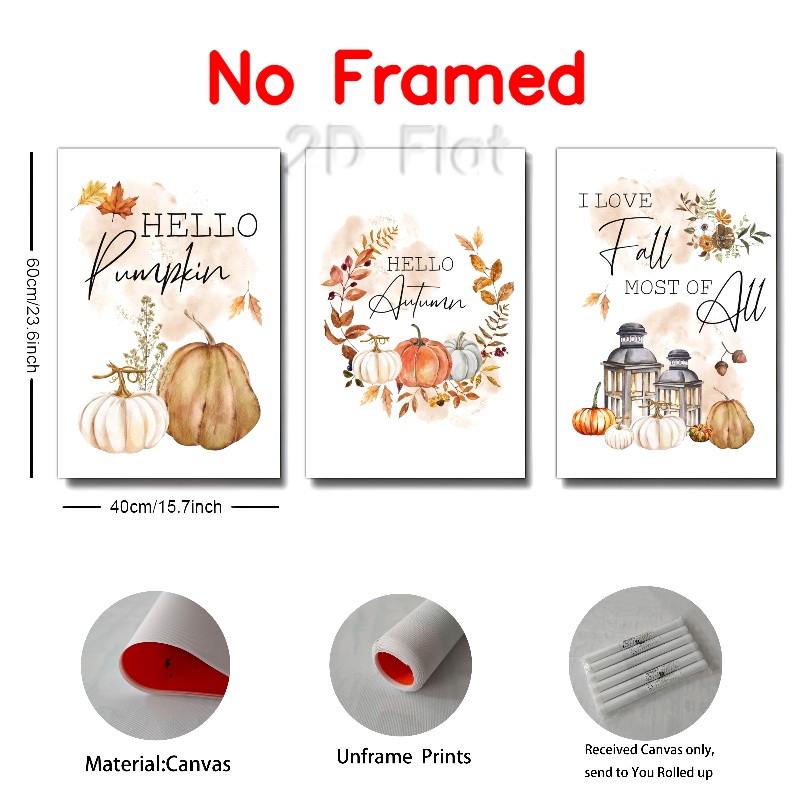 No Framed
2D Flat
HELLO
Pumpkin
HELLO
Autumn
I LOVE
Fall
MOST OF
All
60cm/23.6inch
40cm/15.7inch
Material:Canvas
Unframe Prints
Received Canvas only,
send to You Rolled up